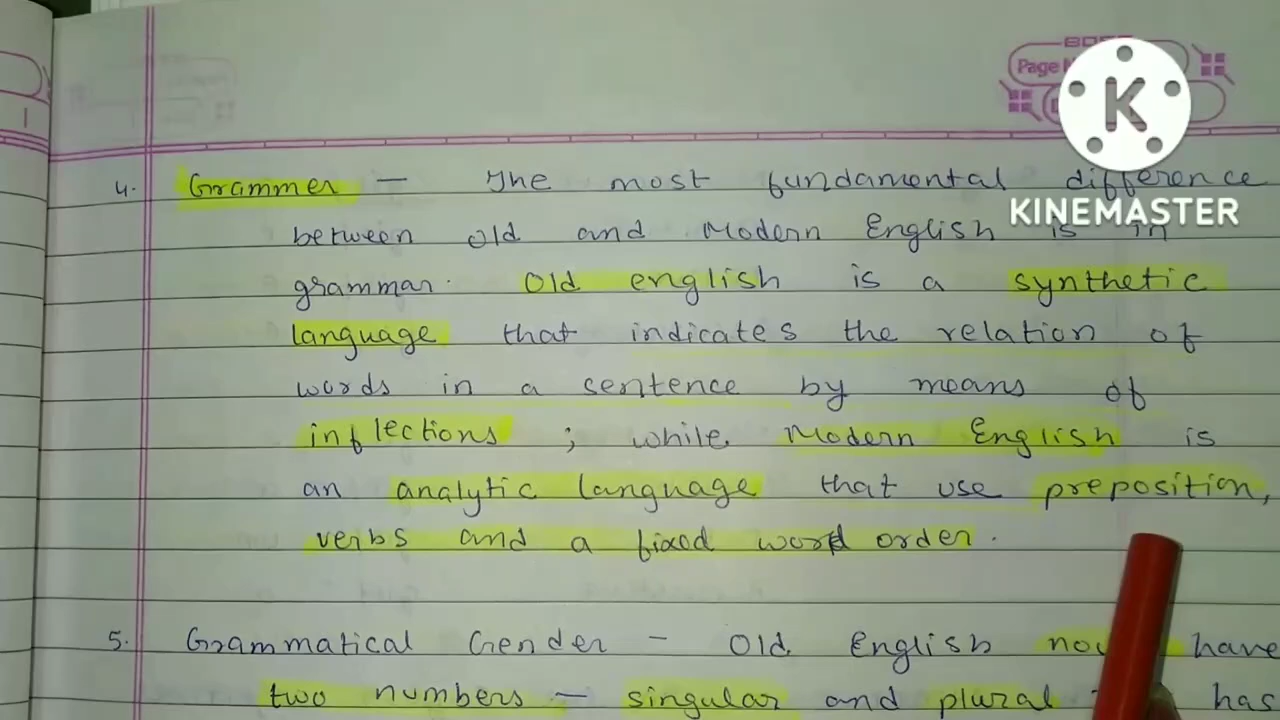 Page N
KINEMASTER
4. Grammer — The most fundamental difference
between old and Modern English is in
grammar. Old english is a synthetic
language that indicates the relation of
words in a sentence by means of
inflections ; while Modern English is
an analytic language that use preposition,
verbs and a fixed word order.
5. Grammatical Gender — Old English have
two numbers — singular and plural has